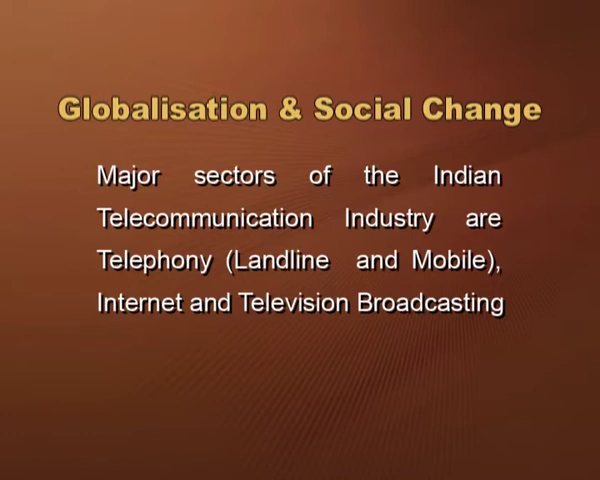 Globalisation & Social Change
Major sectors of the Indian
Telecommunication Industry are
Telephony (Landline and Mobile),
Internet and Television Broadcasting